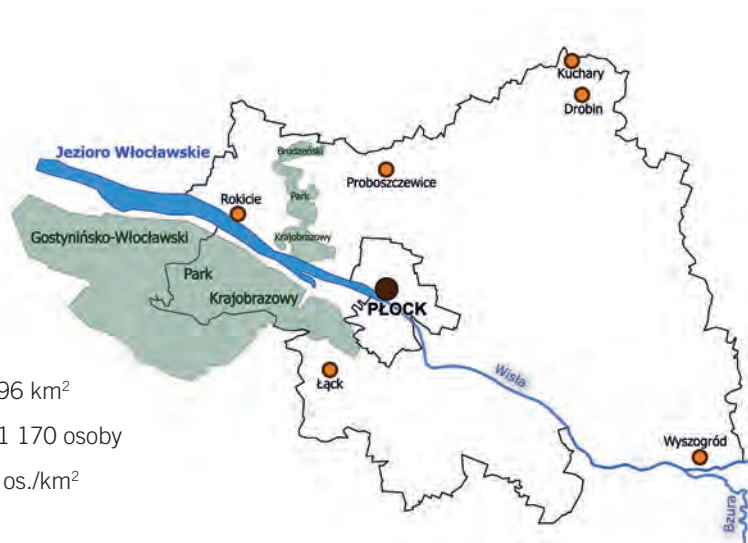 Kuchary
Drobin
Jezioro Włocławskie
Brudzeński
Park
Krajobrazowy
Proboszczewice
Rokicie
Gostynińsko-Włocławski
Park
Krajobrazowy
PŁOCK
Łąck
Wisła
Wyszogród
Bzura
96 km²
1 170 osoby
os./km²